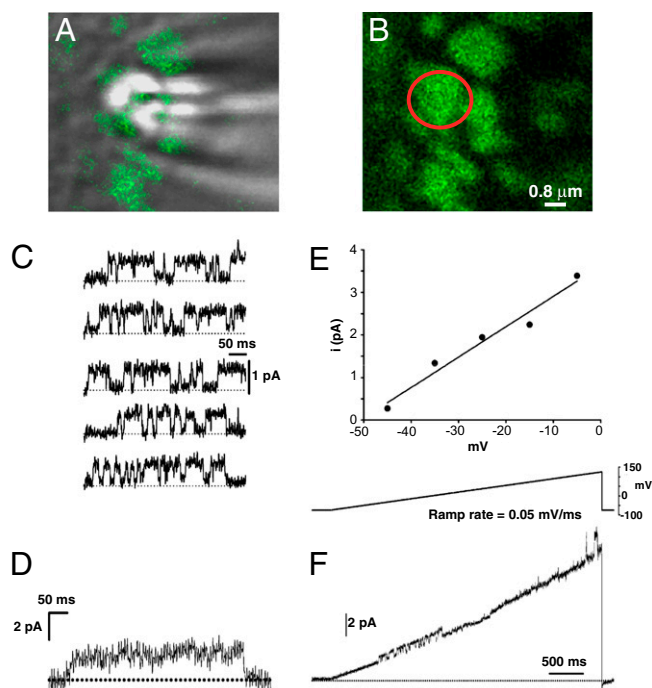 A
B
0.8 µm
C
50 ms
1 pA
E
4
3
2
1
0
i (pA)
-50
-40
-30
-20
-10
0
mV
150
mV
0
-100
Ramp rate = 0.05 mV/ms
D
50 ms
2 pA
F
2 pA
500 ms